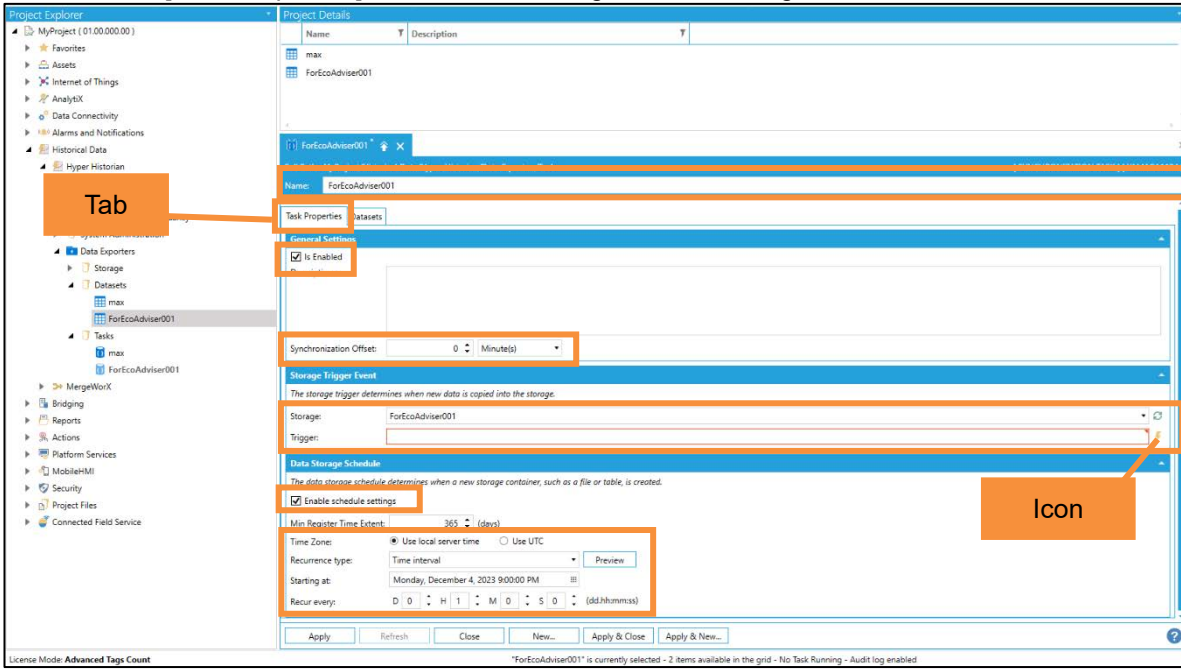 Project Explorer
Project Details
MyProject ( 01.00.000.00 )
Favorites
Assets
Internet of Things
AnalytiX
Data Connectivity
Alarms and Notifications
Historical Data
Hyper Historian
Tab
System Administration
Data Exporters
Storage
Datasets
max
ForEcoAdviser001
Tasks
max
ForEcoAdviser001
MergeWorX
Bridging
Reports
Actions
Platform Services
MobileHMI
Security
Project Files
Connected Field Service
Name Description
max
ForEcoAdviser001
ForEcoAdviser001*
Name: ForEcoAdviser001
Task Properties Datasets
General Settings
Is Enabled
Synchronization Offset: 0 Minute(s)
Storage Trigger Event
The storage trigger determines when new data is copied into the storage.
Storage: ForEcoAdviser001
Trigger:
Data Storage Schedule
The data storage schedule determines when a new storage container, such as a file or table, is created.
Enable schedule settings
Icon
Min Register Time Extent: 365 (days)
Time Zone: Use local server time Use UTC
Recurrence type: Time interval Preview
Starting at: Monday, December 4, 2023 9:00:00 PM
Recur every: D 0 H 1 M 0 S 0 (dd.hh:mm:ss)
Apply Refresh Close New... Apply & Close Apply & New...
License Mode: Advanced Tags Count
"ForEcoAdviser001" is currently selected - 2 items available in the grid - No Task Running - Audit log enabled